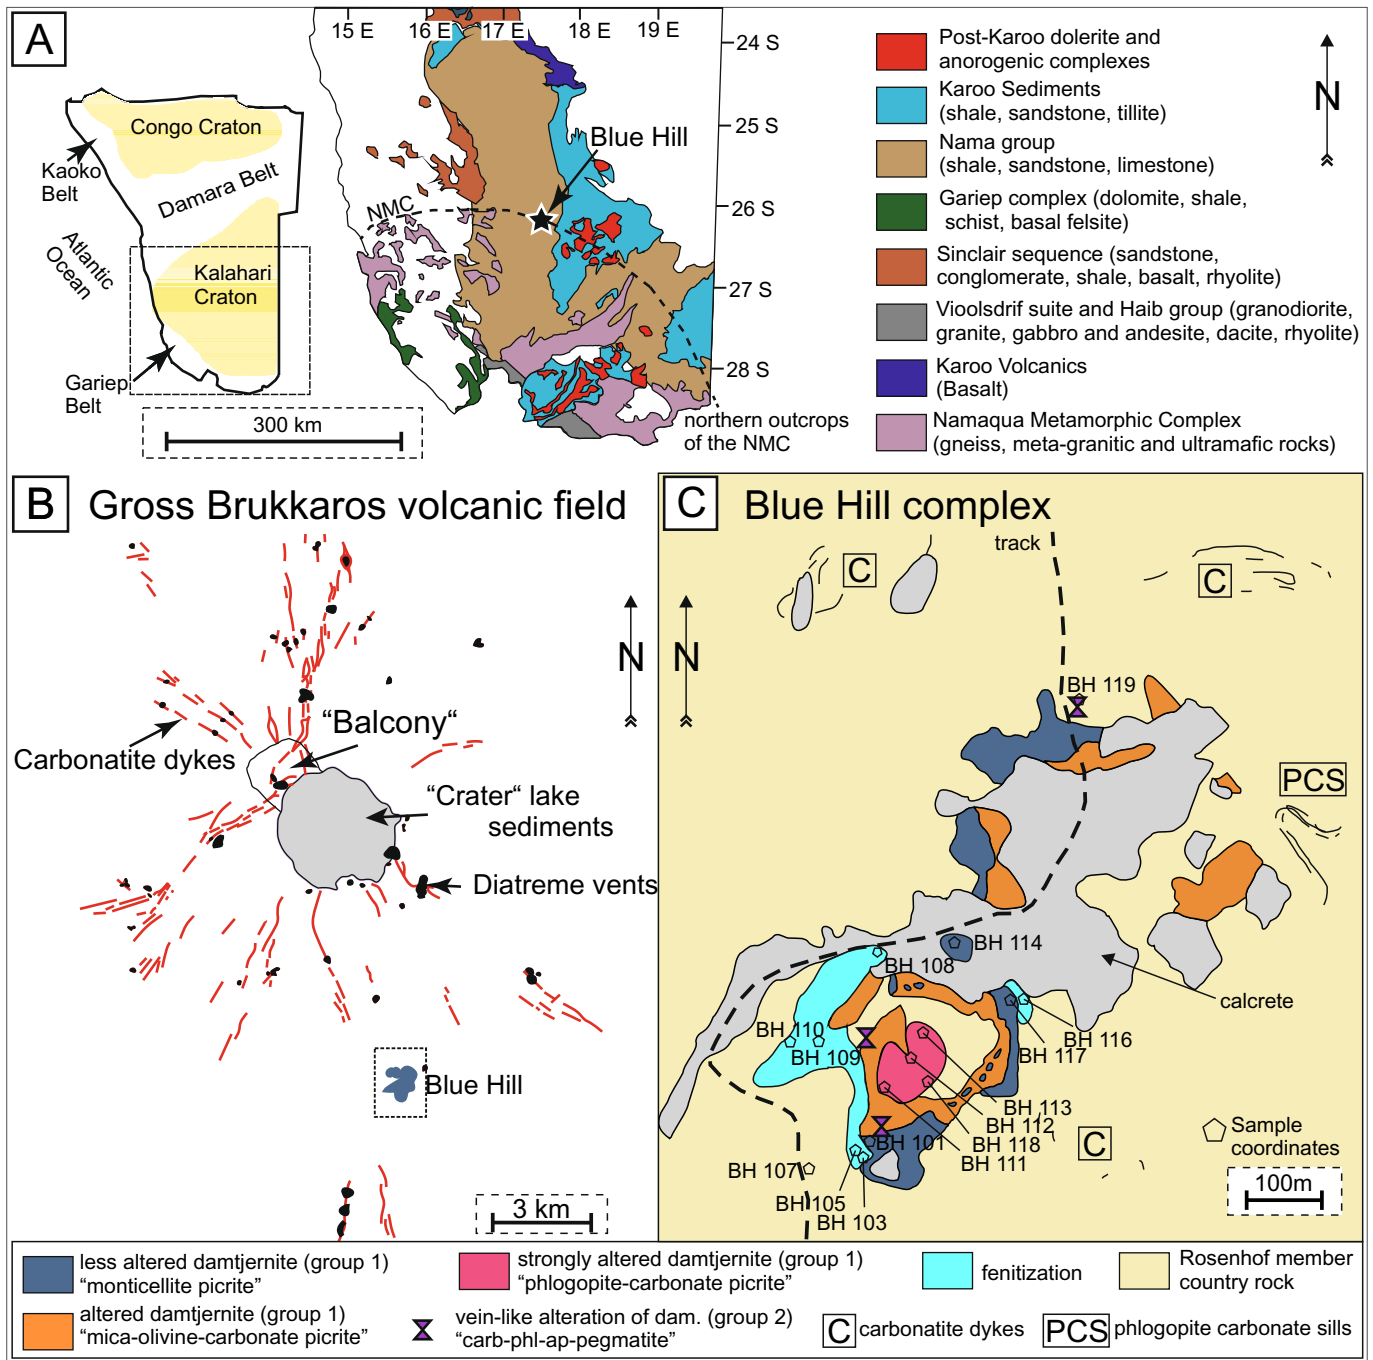 A
15 E
16 E
17 E
18 E
19 E
24 S
25 S
26 S
27 S
28 S
Congo Craton
Kaoko
Belt
Damara Belt
Atlantic
Ocean
Kalahari
Craton
Gariep
Belt
300 km
NMC
Blue Hill
northern outcrops
of the NMC
Post-Karoo dolerite and
anorogenic complexes
Karoo Sediments
(shale, sandstone, tillite)
Nama group
(shale, sandstone, limestone)
Gariep complex (dolomite, shale,
schist, basal felsite)
Sinclair sequence (sandstone,
conglomerate, shale, basalt, rhyolite)
Vioolsdrif suite and Haib group (granodiorite,
granite, gabbro and andesite, dacite, rhyolite)
Karoo Volcanics
(Basalt)
Namaqua Metamorphic Complex
(gneiss, meta-granitic and ultramafic rocks)
N
B
Gross Brukkaros volcanic field
N
“Balcony“
Carbonatite dykes
“Crater“ lake
sediments
Diatreme vents
Blue Hill
3 km
C
Blue Hill complex
track
N
C
C
BH 119
PCS
BH 114
BH 108
calcrete
BH 110
BH 109
BH 116
BH 117
BH 113
BH 112
BH 118
BH 111
BH 101
C
BH 107
BH 105
BH 103
Sample
coordinates
100m
less altered damtjernite (group 1)
“monticellite picrite”
altered damtjernite (group 1)
“mica-olivine-carbonate picrite”
strongly altered damtjernite (group 1)
“phlogopite-carbonate picrite”
vein-like alteration of dam. (group 2)
“carb-phl-ap-pegmatite”
fenitization
C carbonatite dykes
Rosenhof member
country rock
PCS phlogopite carbonate sills